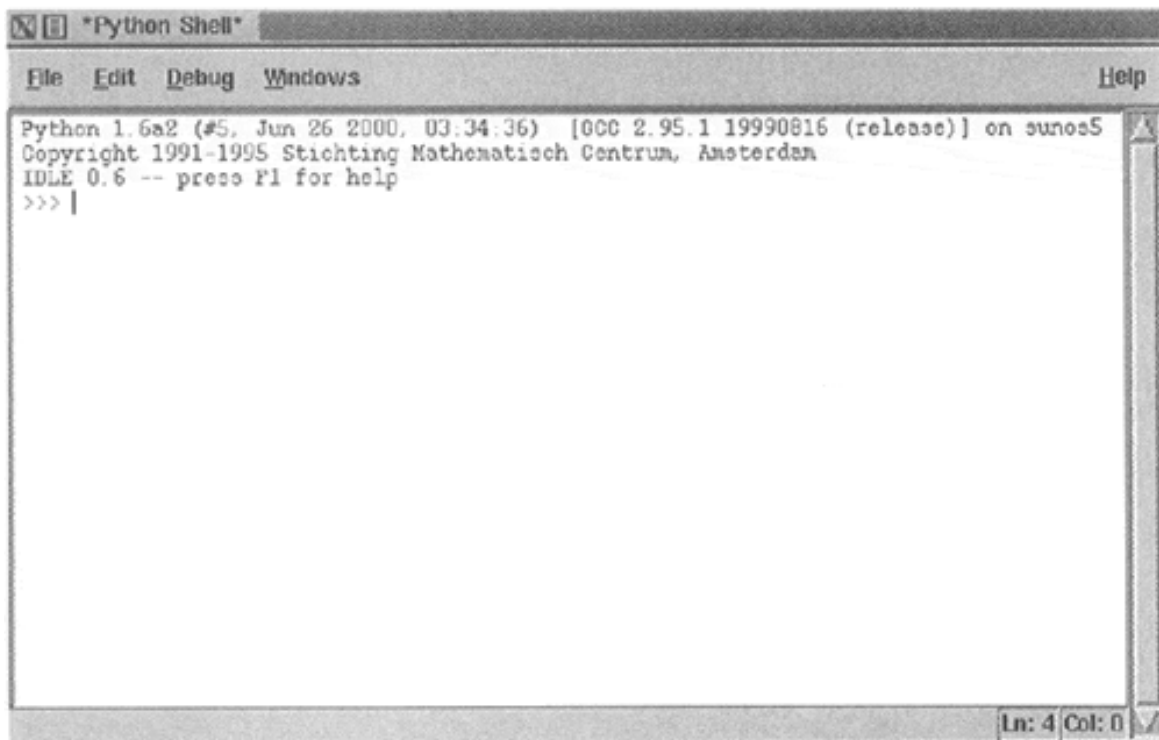 *Python Shell*
File Edit Debug Windows Help
Python 1.6a2 (#5, Jun 26 2000, 03:34:36) [GCC 2.95.1 19990816 (release)] on sunos5
Copyright 1991-1995 Stichting Mathematisch Centrum, Amsterdam
IDLE 0.6 -- press F1 for help
>>>
Ln: 4 Col: 0